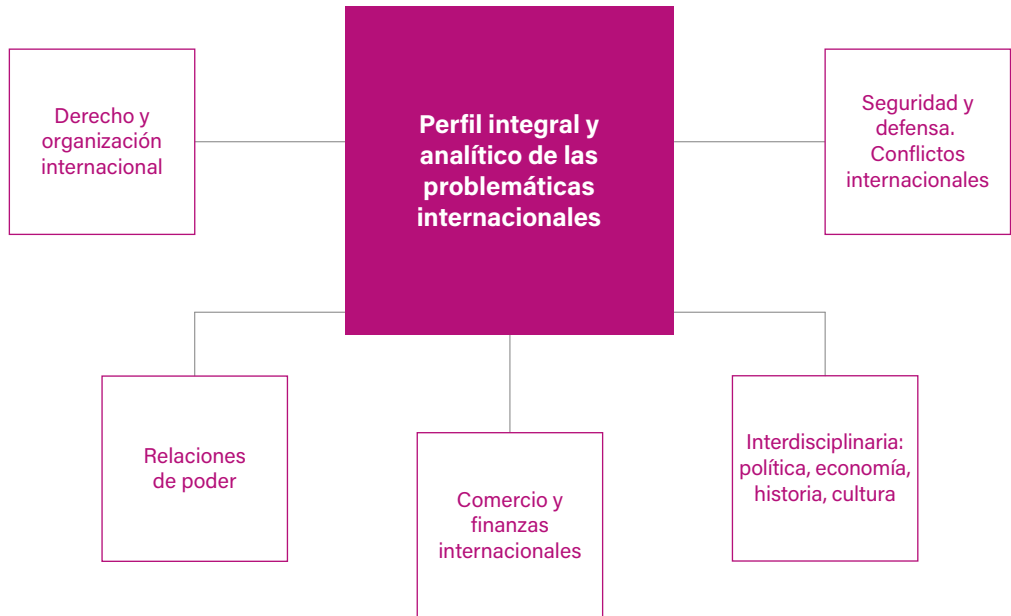 Perfil integral y
analítico de las
problemáticas
internacionales
Derecho y
organización
internacional
Seguridad y
defensa.
Conflictos
internacionales
Relaciones
de poder
Comercio y
finanzas
internacionales
Interdisciplinaria:
política, economía,
historia, cultura